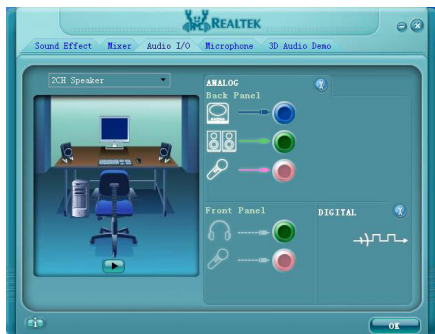 REALTEK
Sound Effect Mixer Audio I/O Microphone 3D Audio Demo
2CH Speaker
ANALOG
Back Panel
Front Panel
DIGITAL
OK